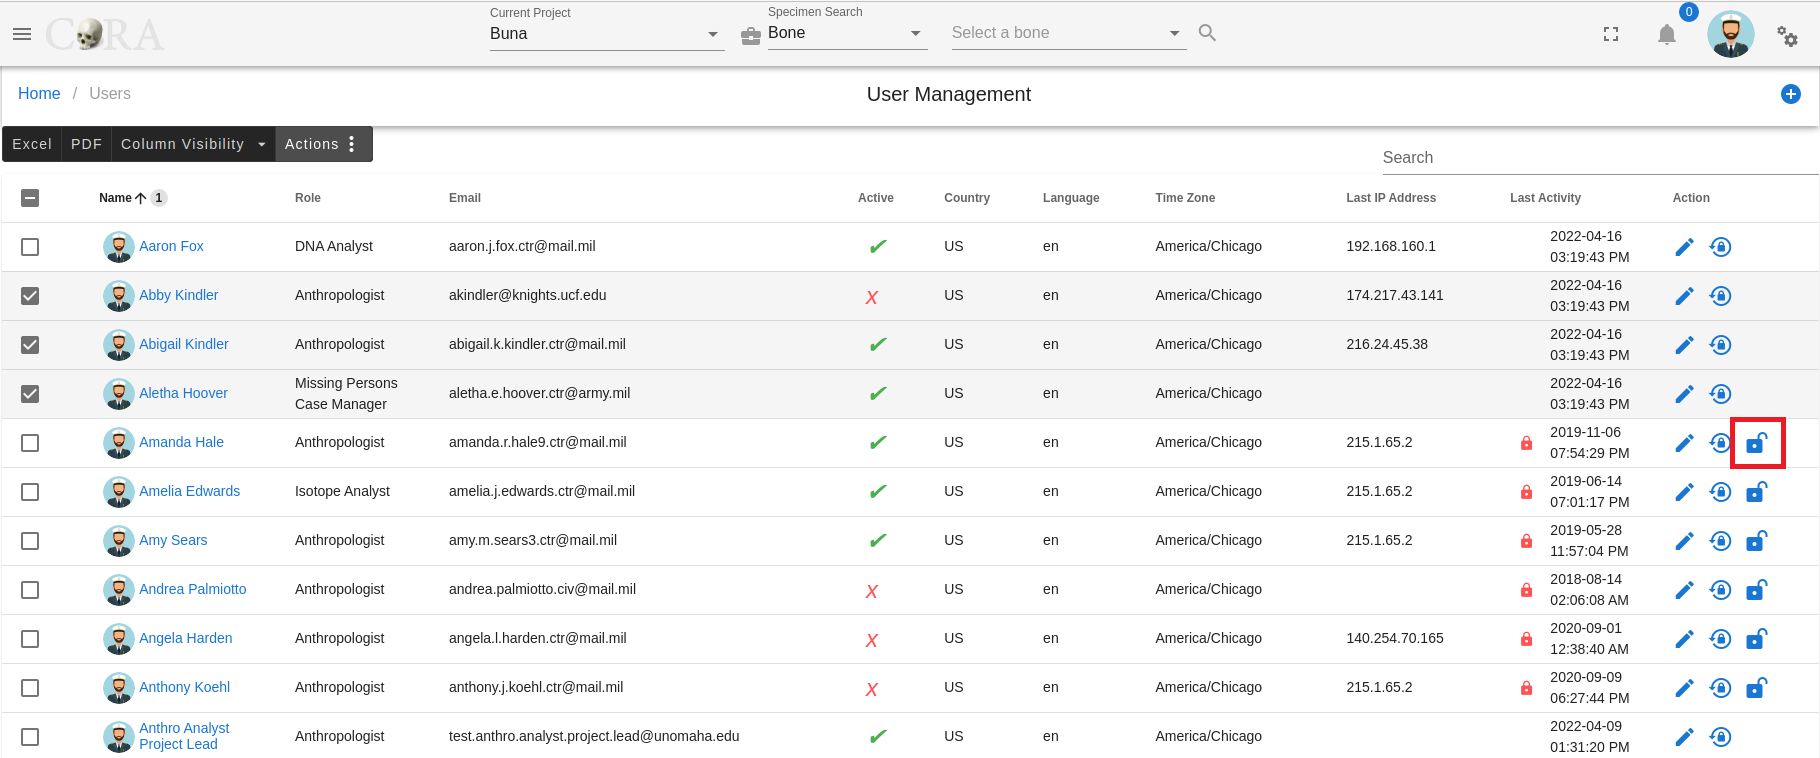 CORA
Current Project
Buna
Specimen Search
Bone
Select a bone
0
Home / Users
User Management
Excel PDF Column Visibility Actions
Search
Name 1 Role Email Active Country Language Time Zone Last IP Address Last Activity Action
Aaron Fox DNA Analyst aaron.j.fox.ctr@mail.mil US en America/Chicago 192.168.160.1 2022-04-16
03:19:43 PM
Abby Kindler Anthropologist akindler@knights.ucf.edu X US en America/Chicago 174.217.43.141 2022-04-16
03:19:43 PM
Abigail Kindler Anthropologist abigail.k.kindler.ctr@mail.mil US en America/Chicago 216.24.45.38 2022-04-16
03:19:43 PM
Aletha Hoover Missing Persons
Case Manager aletha.e.hoover.ctr@army.mil US en America/Chicago 2022-04-16
03:19:43 PM
Amanda Hale Anthropologist amanda.r.hale9.ctr@mail.mil US en America/Chicago 215.1.65.2 2019-11-06
07:54:29 PM
Amelia Edwards Isotope Analyst amelia.j.edwards.ctr@mail.mil US en America/Chicago 215.1.65.2 2019-06-14
07:01:17 PM
Amy Sears Anthropologist amy.m.sears3.ctr@mail.mil US en America/Chicago 215.1.65.2 2019-05-28
11:57:04 PM
Andrea Palmiotto Anthropologist andrea.palmiotto.civ@mail.mil X US en America/Chicago 2018-08-14
02:06:08 AM
Angela Harden Anthropologist angela.l.harden.ctr@mail.mil X US en America/Chicago 140.254.70.165 2020-09-01
12:38:40 AM
Anthony Koehl Anthropologist anthony.j.koehl.ctr@mail.mil X US en America/Chicago 215.1.65.2 2020-09-09
06:27:44 PM
Anthro Analyst
Project Lead Anthropologist test.anthro.analyst.project.lead@unomaha.edu US en America/Chicago 2022-04-09
01:31:20 PM